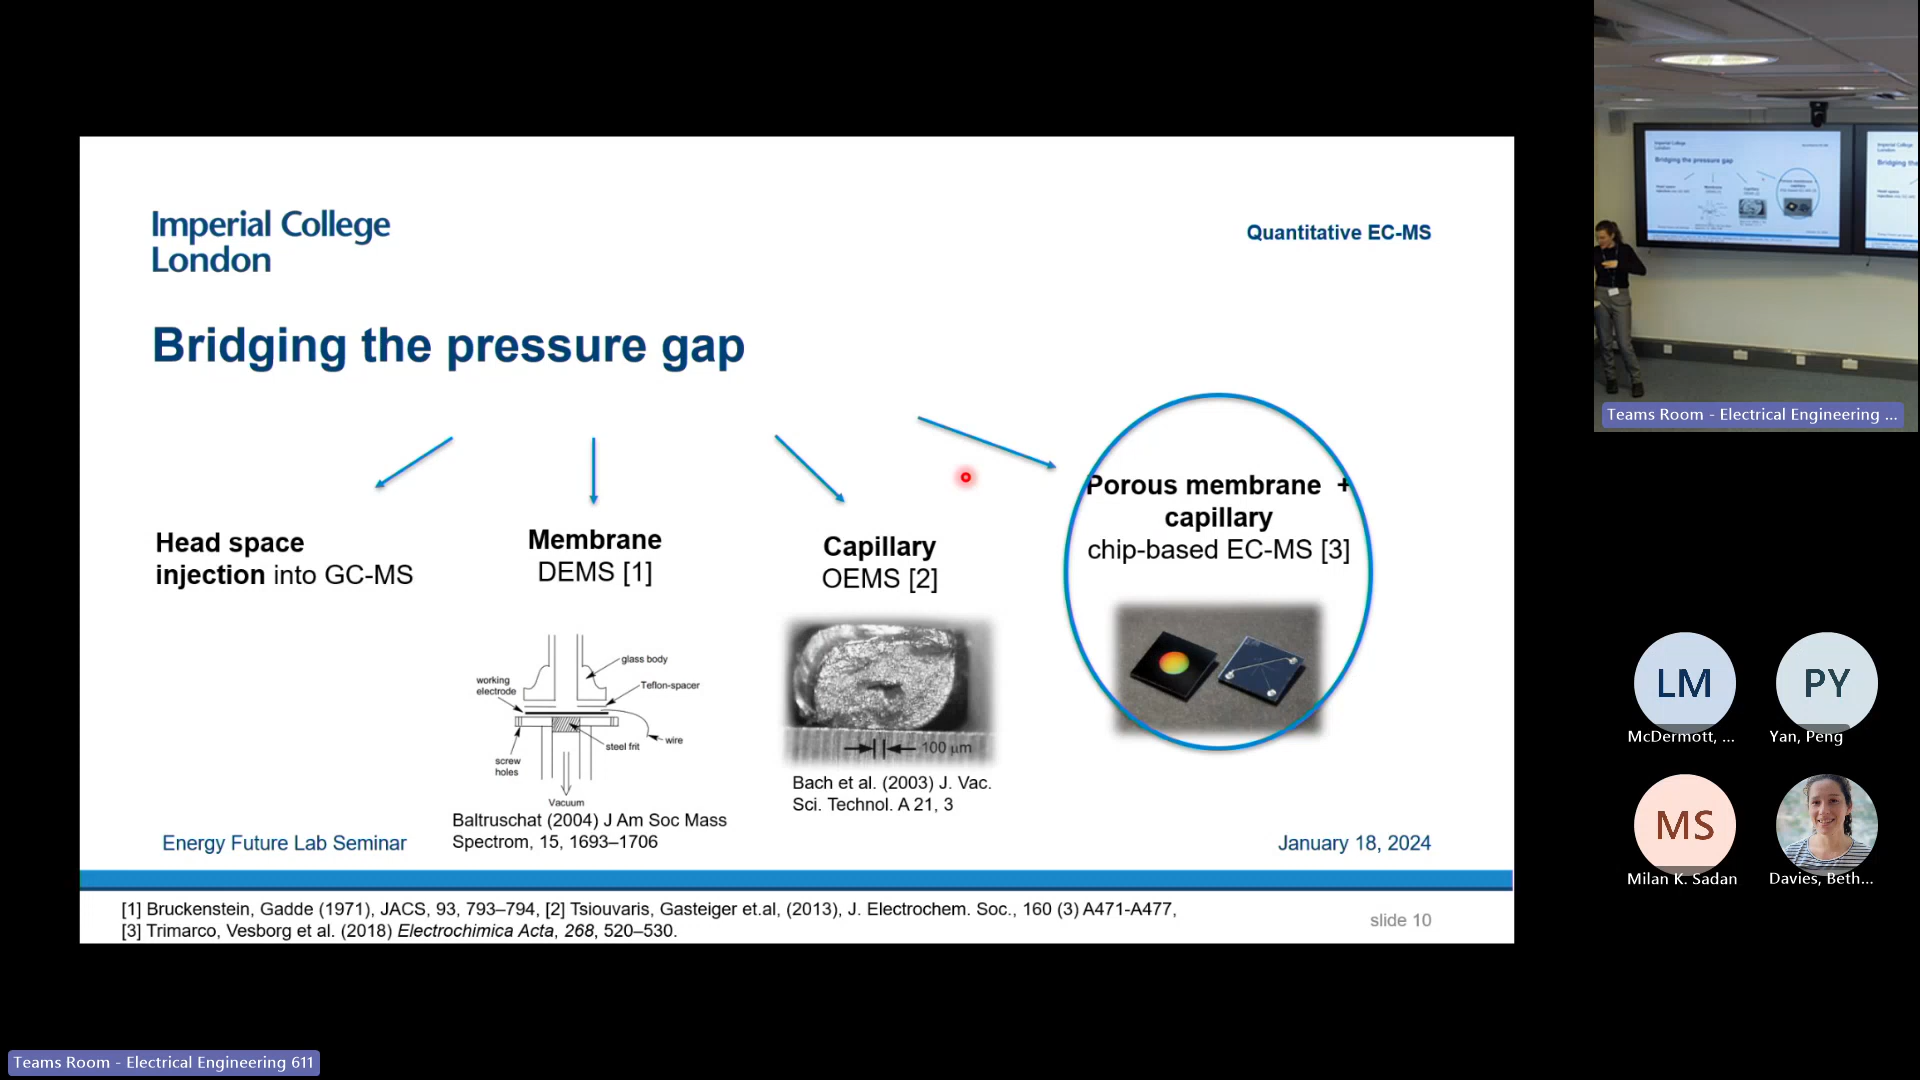 Imperial College
London
Quantitative EC-MS
Bridging the pressure gap
Head space
injection into GC-MS
Membrane
DEMS [1]
glass body
working
electrode
Teflon-spacer
wire
steel frit
screw
holes
Vacuum
Baltruschat (2004) J Am Soc Mass
Spectrom, 15, 1693–1706
Capillary
OEMS [2]
100 µm
Bach et al. (2003) J. Vac.
Sci. Technol. A 21, 3
Porous membrane +
capillary
chip-based EC-MS [3]
Energy Future Lab Seminar
January 18, 2024
[1] Bruckenstein, Gadde (1971), JACS, 93, 793–794, [2] Tsiouvaris, Gasteiger et.al, (2013), J. Electrochem. Soc., 160 (3) A471-A477,
[3] Trimarco, Vesborg et al. (2018) Electrochimica Acta, 268, 520–530.
slide 10
Bridging the pressure gap
Teams Room - Electrical Engineering ...
LM
McDermott, ...
PY
Yan, Peng
MS
Milan K. Sadan
Davies, Beth...
Teams Room - Electrical Engineering 611